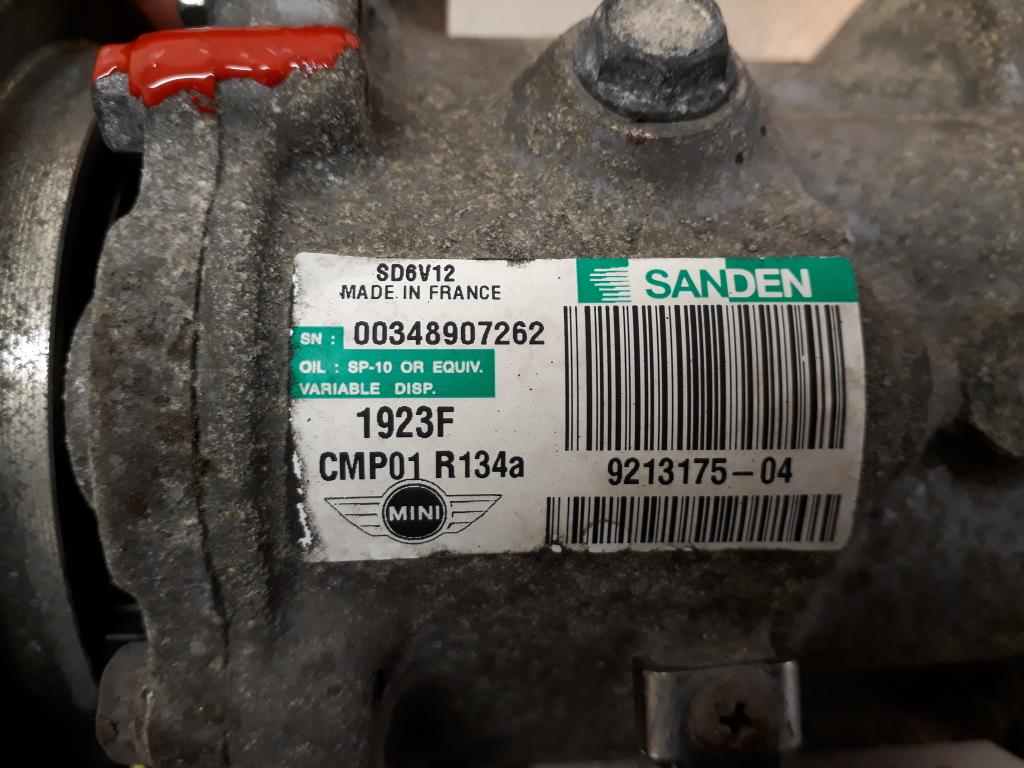 SD6V12
MADE IN FRANCE
SANDEN
SN : 00348907262
OIL : SP-10 OR EQUIV.
VARIABLE DISP.
1923F
CMP01 R134a
9213175-04
MINI